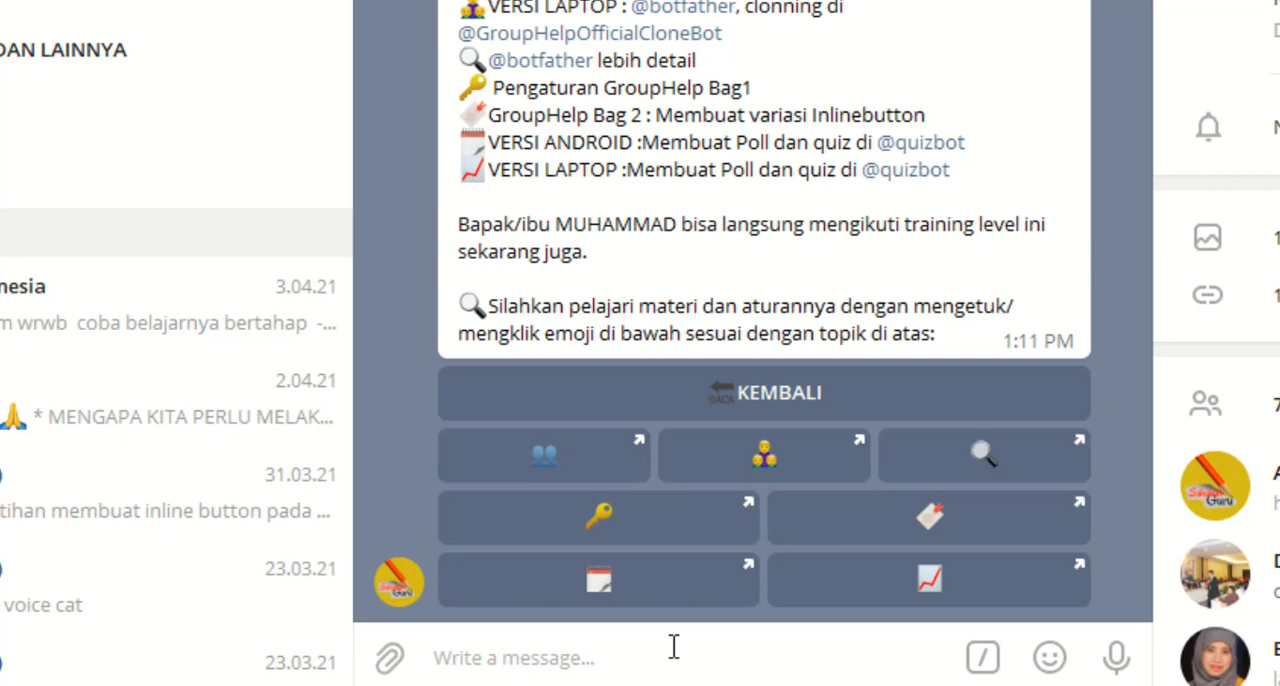 DAN LAINNYA
nesia
3.04.21
m wrwb coba belajarnya bertahap -...
2.04.21
* MENGAPA KITA PERLU MELAK...
31.03.21
tihan membuat inline button pada ...
23.03.21
voice cat
23.03.21
VERSI LAPTOP : @botfather, clonning di
@GroupHelpOfficialCloneBot
@botfather lebih detail
Pengaturan GroupHelp Bag1
GroupHelp Bag 2 : Membuat variasi Inlinebutton
VERSI ANDROID :Membuat Poll dan quiz di @quizbot
VERSI LAPTOP :Membuat Poll dan quiz di @quizbot
Bapak/ibu MUHAMMAD bisa langsung mengikuti training level ini
sekarang juga.
Silahkan pelajari materi dan aturannya dengan mengetuk/
mengklik emoji di bawah sesuai dengan topik di atas:
1:11 PM
BACK KEMBALI
Write a message...
Guru